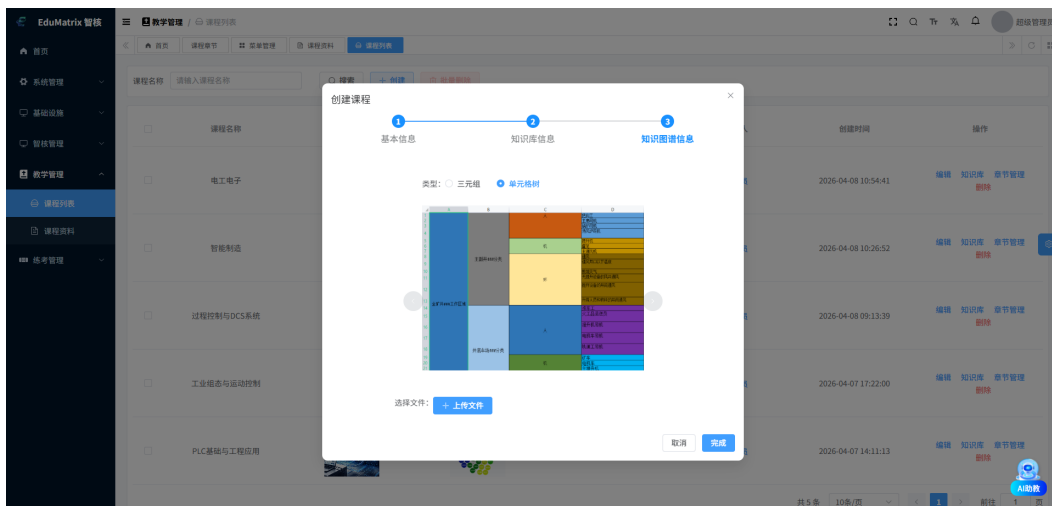 EduMatrix 智核
教学管理 / 课程列表
超级管理员
首页
课程章节
菜单管理
课程资料
课程列表
首页
系统管理
基础设施
智核管理
教学管理
课程列表
课程资料
练考管理
课程名称 请输入课程名称 搜索 + 创建 批量删除
课程名称 创建时间 操作
电工电子 2026-04-08 10:54:41 编辑 知识库 章节管理
删除
智能制造 2026-04-08 10:26:52 编辑 知识库 章节管理
删除
过程控制与DCS系统 2026-04-08 09:13:39 编辑 知识库 章节管理
删除
工业组态与运动控制 2026-04-07 17:22:00 编辑 知识库 章节管理
删除
PLC基础与工程应用 2026-04-07 14:11:13 编辑 知识库 章节管理
删除
共 5 条 10条/页 1 前往 1 页
AI助教
创建课程
1 2 3
基本信息 知识库信息 知识图谱信息
类型: 三元组 单元格树
A B C D
选择文件: + 上传文件
取消 完成